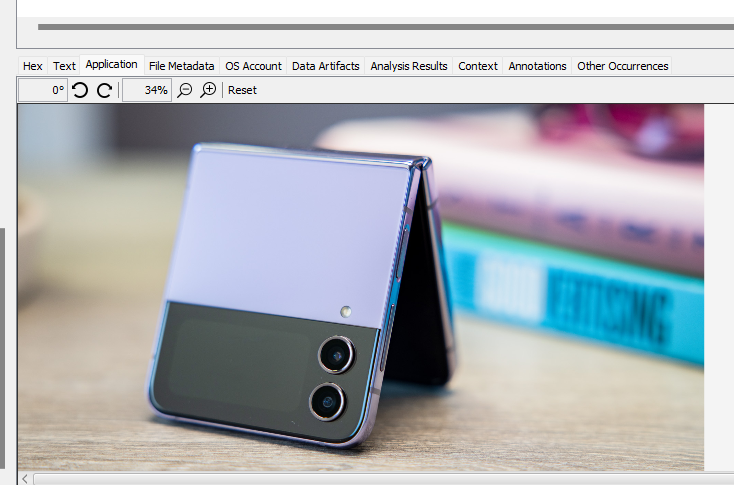 Hex Text Application File Metadata OS Account Data Artifacts Analysis Results Context Annotations Other Occurrences
0° 34% Reset